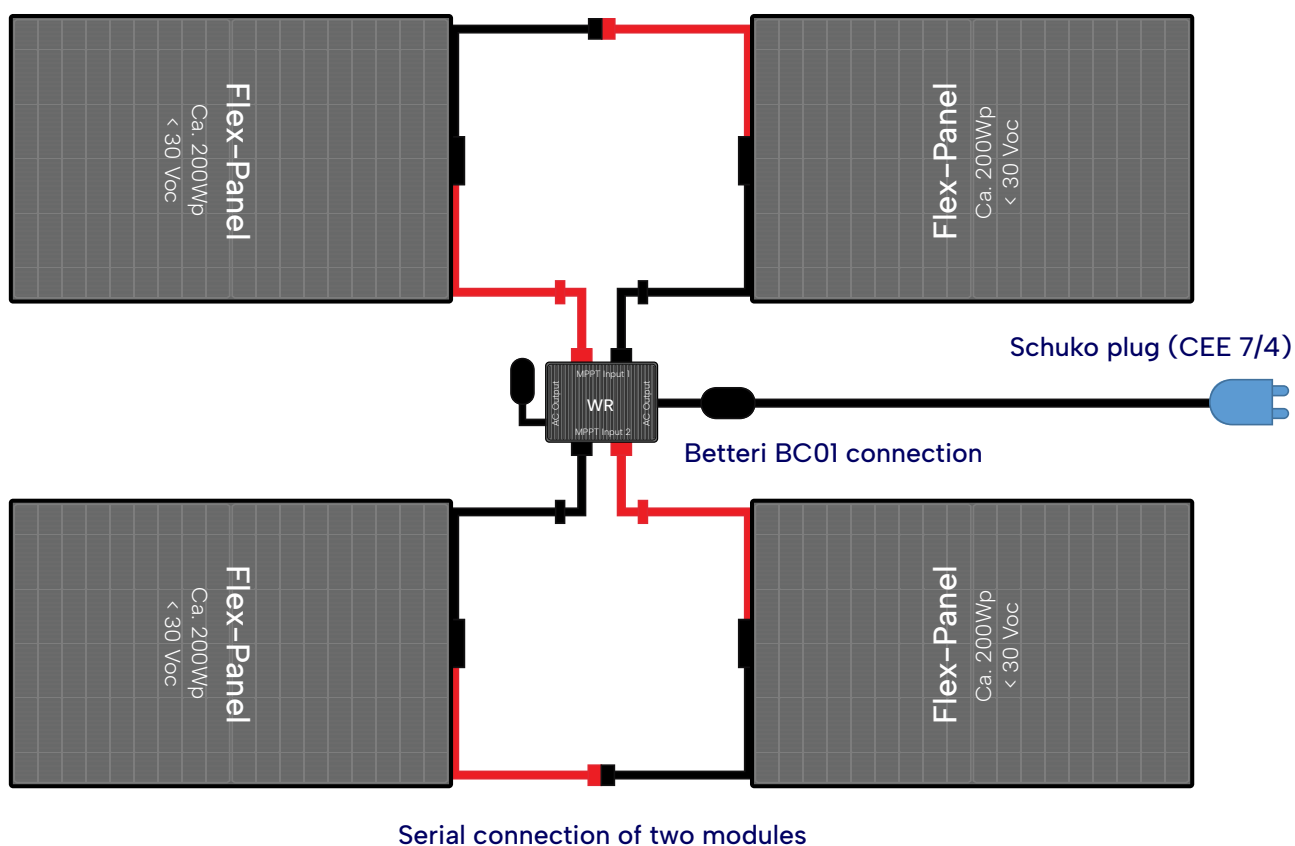 Flex-Panel
Ca. 200Wp
< 30 Voc
Flex-Panel
Ca. 200Wp
< 30 Voc
Schuko plug (CEE 7/4)
MPPT Input 1
AC Output
WR
AC Output
MPPT Input 2
Betteri BC01 connection
Flex-Panel
Ca. 200Wp
< 30 Voc
Flex-Panel
Ca. 200Wp
< 30 Voc
Serial connection of two modules